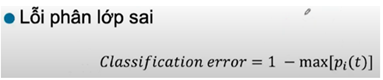 Lỗi phân lớp sai
Classification error = 1 − max[pᵢ(t)]